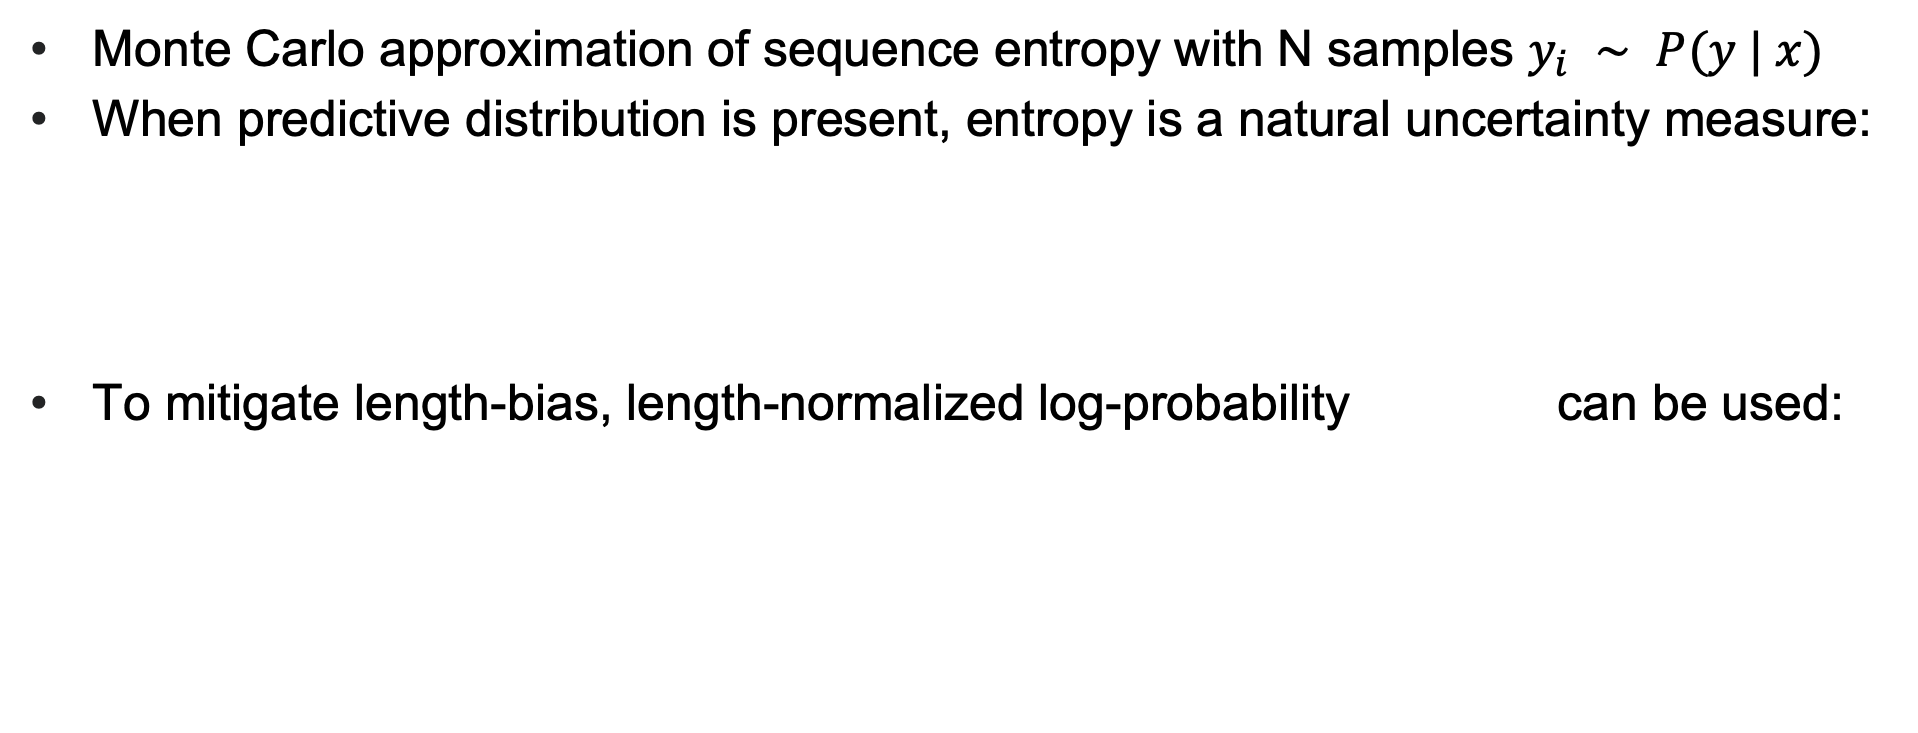 • Monte Carlo approximation of sequence entropy with N samples 𝑦ᵢ ~ 𝑃(𝑦 | 𝑥)
• When predictive distribution is present, entropy is a natural uncertainty measure:
• To mitigate length-bias, length-normalized log-probability can be used: